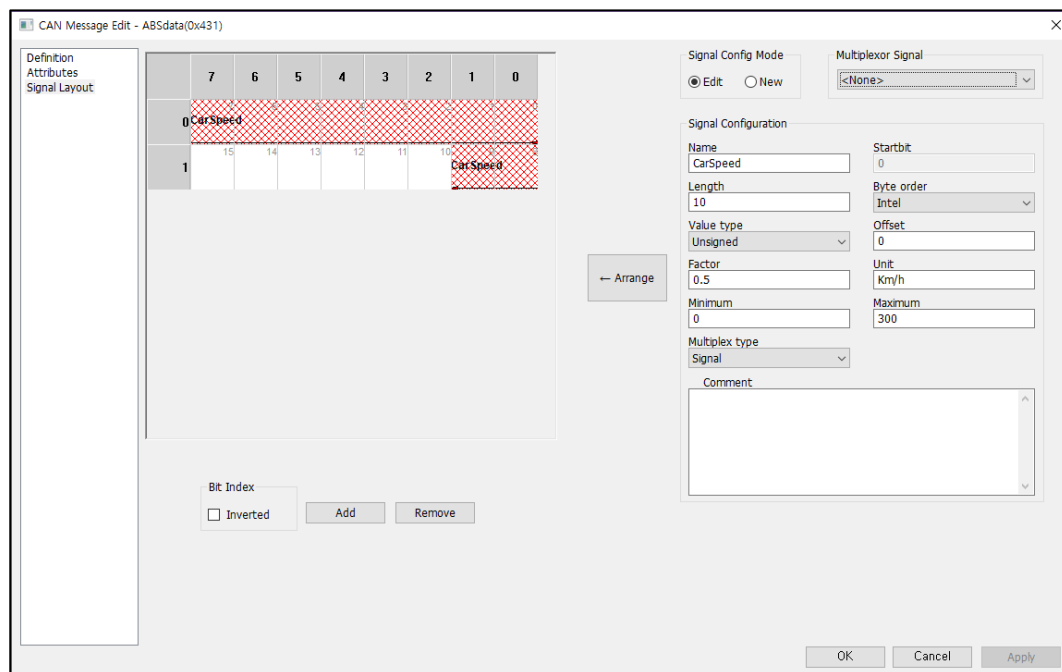 CAN Message Edit - ABSdata(0x431)
Definition
Attributes
Signal Layout
7 6 5 4 3 2 1 0
0 CarSpeed
15 14 13 12 11 10
1 CarSpeed
← Arrange
Bit Index
Inverted
Add
Remove
Signal Config Mode
Edit
New
Multiplexor Signal
<None>
Signal Configuration
Name
CarSpeed
Startbit
0
Length
10
Byte order
Intel
Value type
Unsigned
Offset
0
Factor
0.5
Unit
Km/h
Minimum
0
Maximum
300
Multiplex type
Signal
Comment
OK
Cancel
Apply